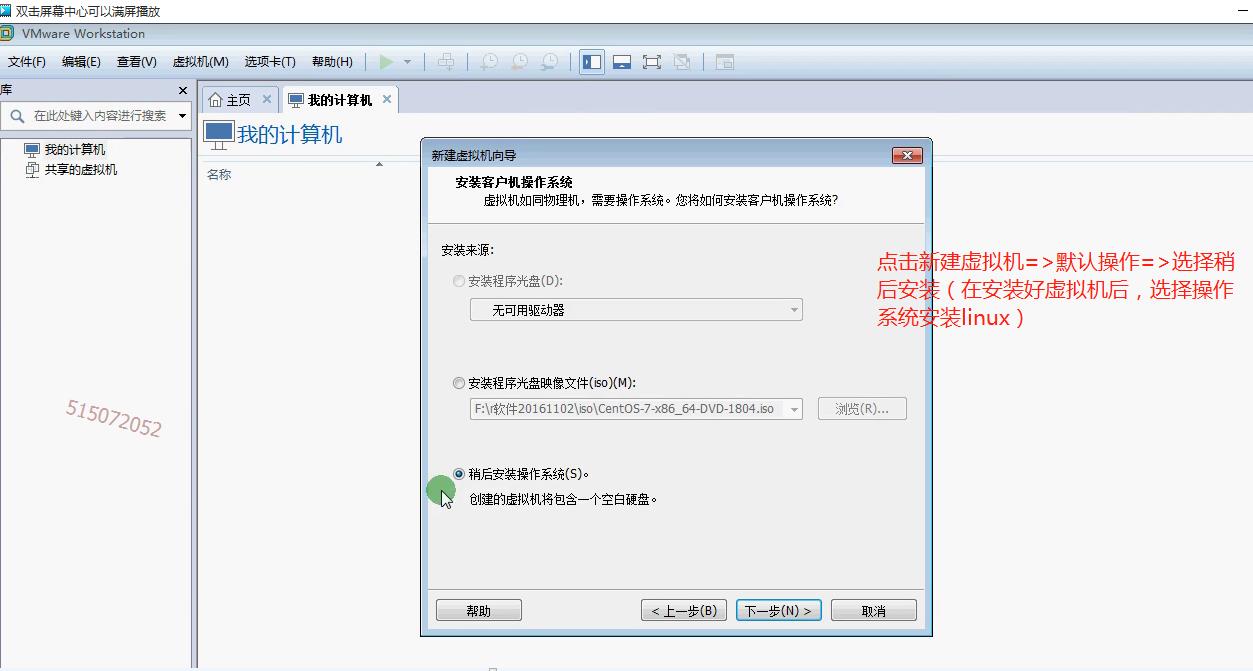 双击屏幕中心可以满屏播放
VMware Workstation
文件(F) 编辑(E) 查看(V) 虚拟机(M) 选项卡(T) 帮助(H)
库
主页
我的计算机
在此处键入内容进行搜索
我的计算机
我的计算机
共享的虚拟机
名称
新建虚拟机向导
安装客户机操作系统
虚拟机如同物理机，需要操作系统。您将如何安装客户机操作系统?
安装来源:
安装程序光盘(D):
无可用驱动器
安装程序光盘映像文件(iso)(M):
F:\r软件20161102\iso\CentOS-7-x86_64-DVD-1804.iso
浏览(R)...
稍后安装操作系统(S)。
创建的虚拟机将包含一个空白硬盘。
帮助
< 上一步(B)
下一步(N) >
取消
点击新建虚拟机=>默认操作=>选择稍
后安装（在安装好虚拟机后，选择操作
系统安装linux）
515072052